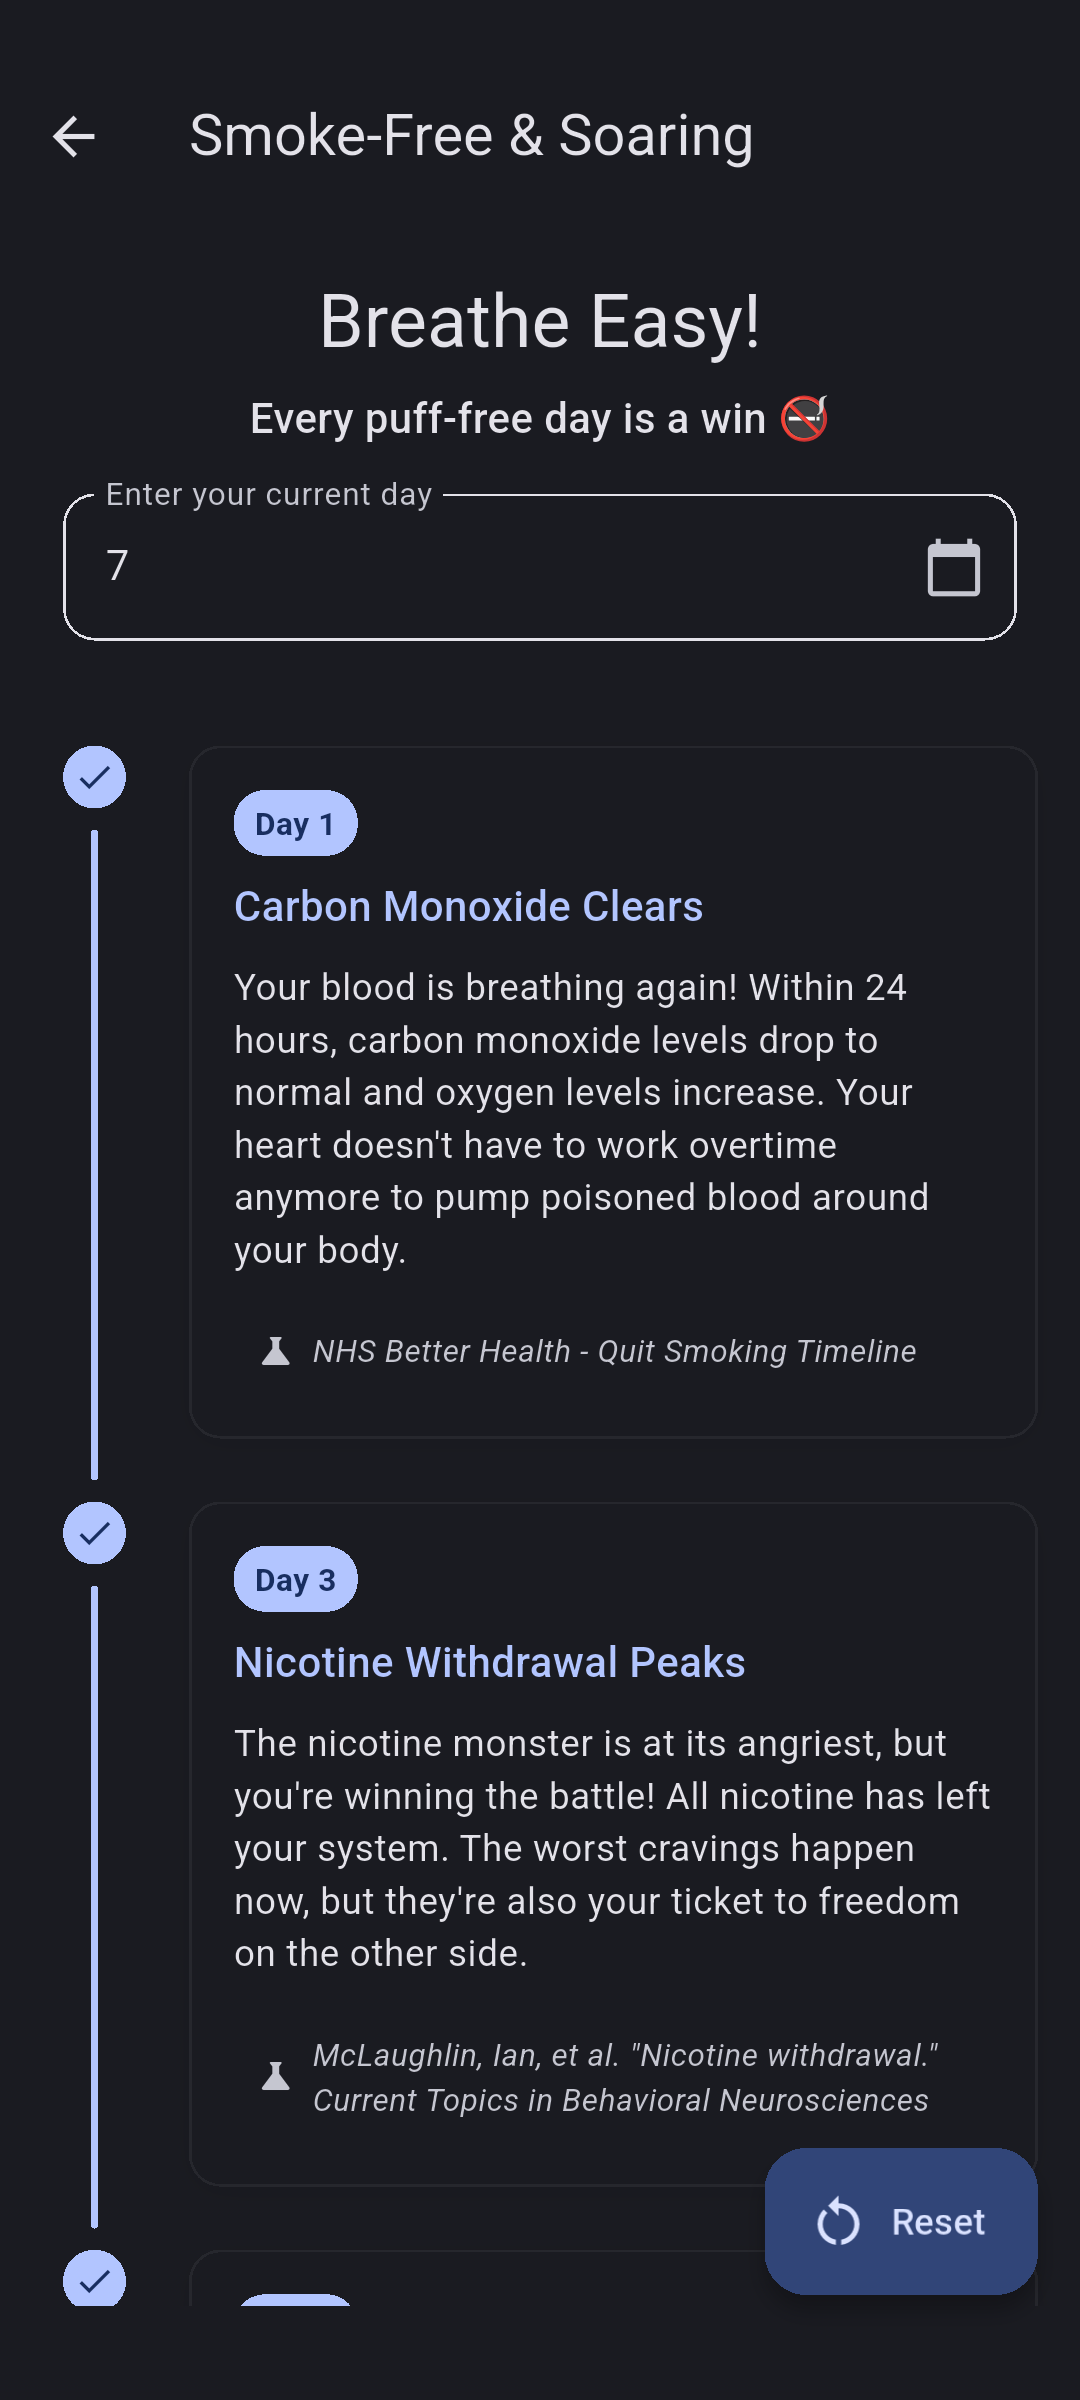 Smoke-Free & Soaring
Breathe Easy!
Every puff-free day is a win 🚭
Enter your current day
7
Day 1
Carbon Monoxide Clears
Your blood is breathing again! Within 24
hours, carbon monoxide levels drop to
normal and oxygen levels increase. Your
heart doesn't have to work overtime
anymore to pump poisoned blood around
your body.
NHS Better Health - Quit Smoking Timeline
Day 3
Nicotine Withdrawal Peaks
The nicotine monster is at its angriest, but
you're winning the battle! All nicotine has left
your system. The worst cravings happen
now, but they're also your ticket to freedom
on the other side.
McLaughlin, Ian, et al. "Nicotine withdrawal."
Current Topics in Behavioral Neurosciences
Reset